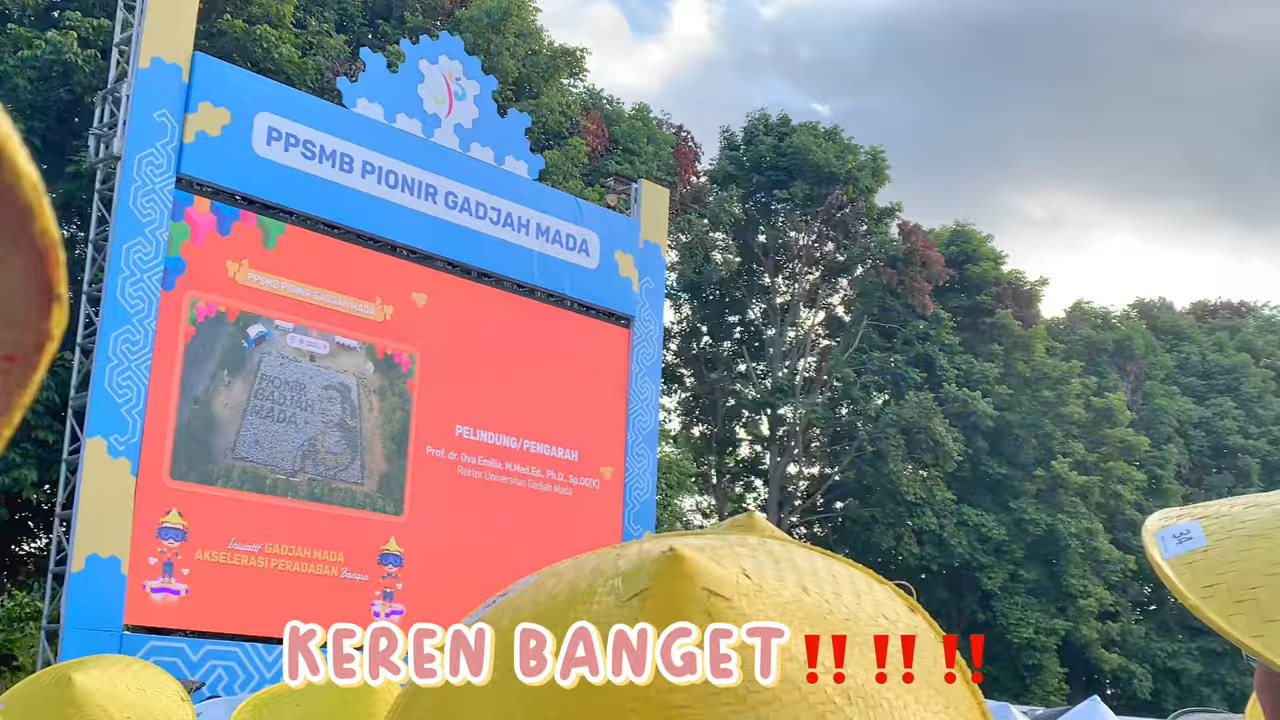 PPSMB PIONIR GADJAH MADA
PPSMB PIONIR GADJAH MADA
PIONIR
GADJAH
MADA
PELINDUNG/PENGARAH
Prof. dr. Ova Emilia, M.Med.Ed., Ph.D., Sp.OG(K)
Rektor Universitas Gadjah Mada
Inisiatif GADJAH MADA
AKSELERASI PERADABAN Bangsa
34
KEREN BANGET ‼️ ‼️ ‼️